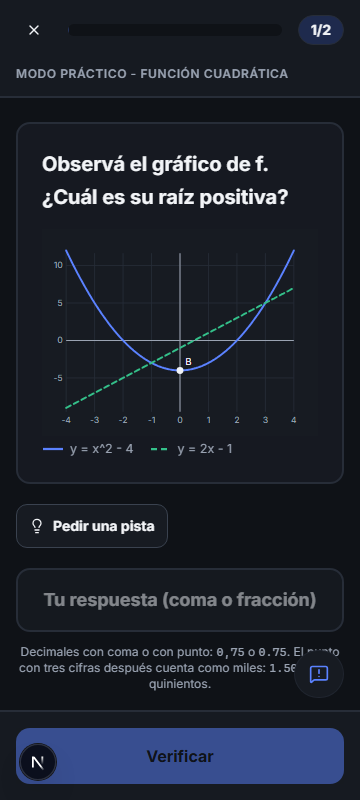 1/2
MODO PRÁCTICO - FUNCIÓN CUADRÁTICA
Observá el gráfico de f.
¿Cuál es su raíz positiva?
10
5
0
-5
B
-4 -3 -2 -1 0 1 2 3 4
y = x^2 - 4 y = 2x - 1
Pedir una pista
Tu respuesta (coma o fracción)
Decimales con coma o con punto: 0,75 o 0.75. El punto
con tres cifras después cuenta como miles:
quinientos.
Verificar
N